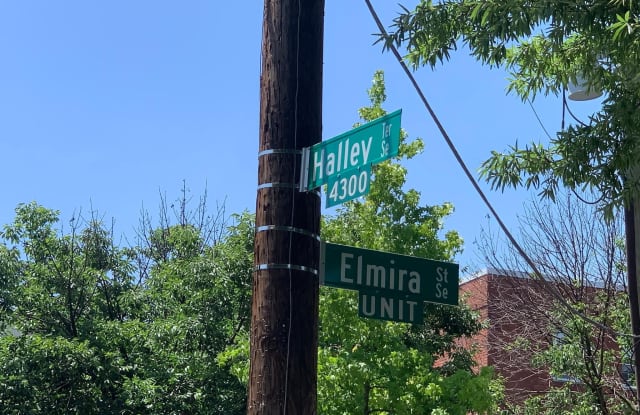 Halley Ter Se
4300
Elmira St Se
UNIT